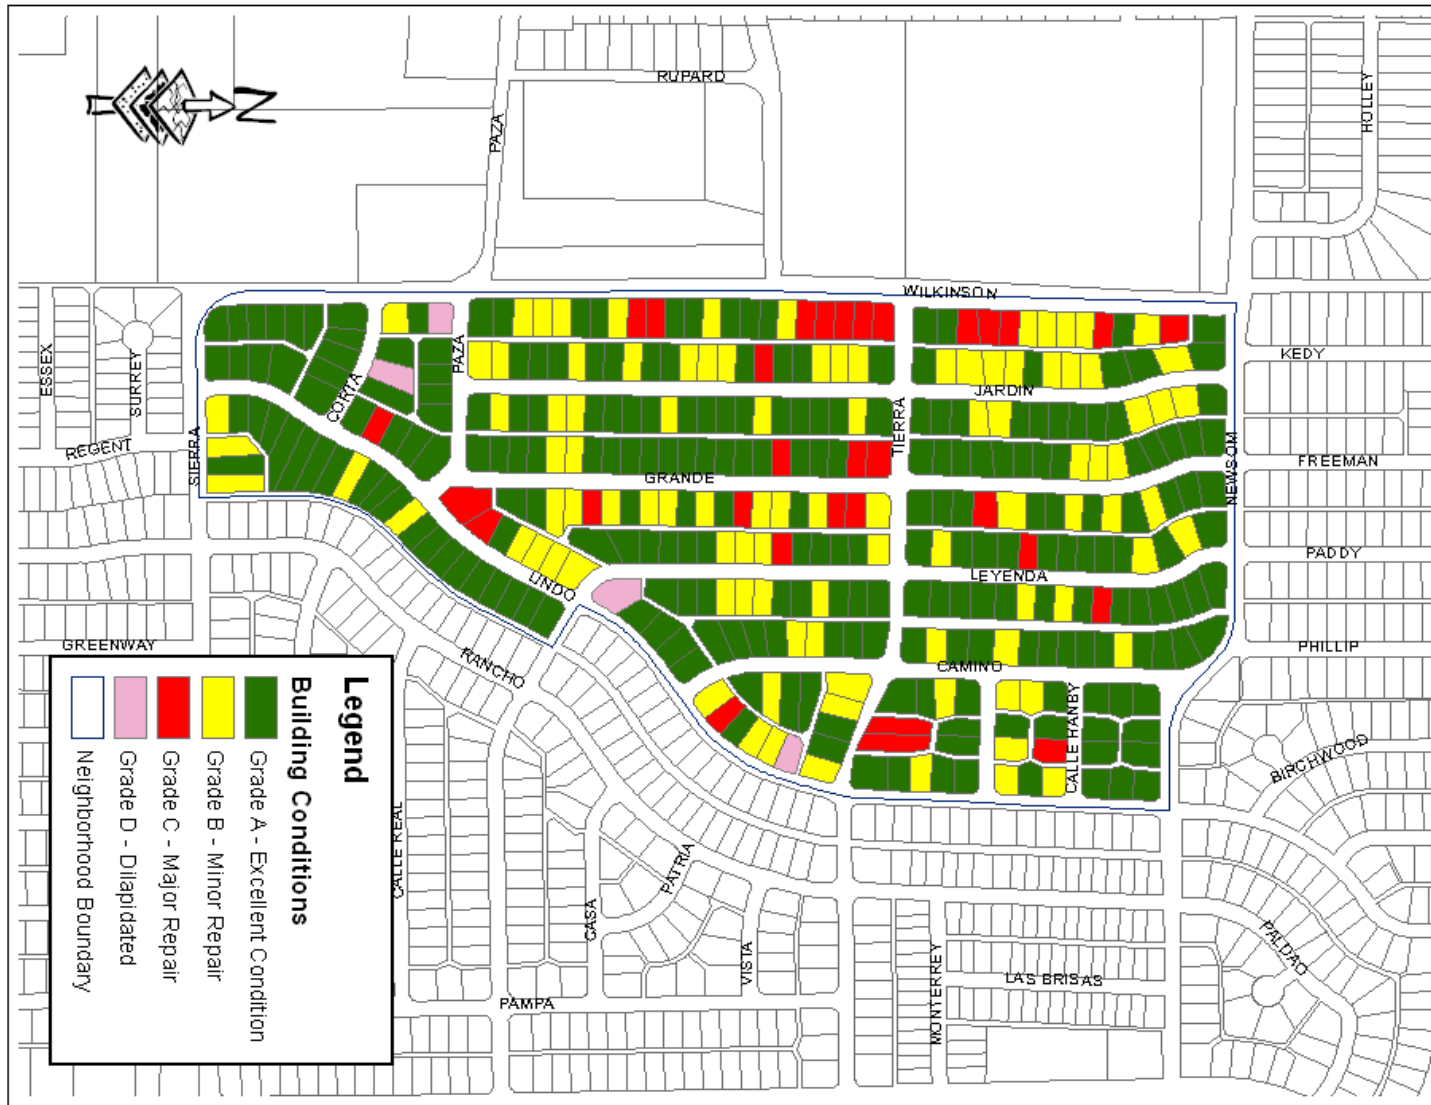 RUPARD
HOLLEY
PAZA
N
WILKINSON
ESSEX
SURREY
PAZA
KEDY
CORTA
JARDIN
TIERRA
REGENT
SIERRA
GRANDE
NEWSOM
FREEMAN
PADDY
LINDO
LEYENDA
GREENWAY
RANCHO
CAMINO
PHILLIP
CALLE HANBY
BIRCHWOOD
CALLE REAL
PATRIA
CASA
VISTA
MONTERREY
LAS BRISAS
PALDAO
PAMPA
Legend
Building Conditions
Grade A - Excellent Condition
Grade B - Minor Repair
Grade C - Major Repair
Grade D - Dilapidated
Neighborhood Boundary